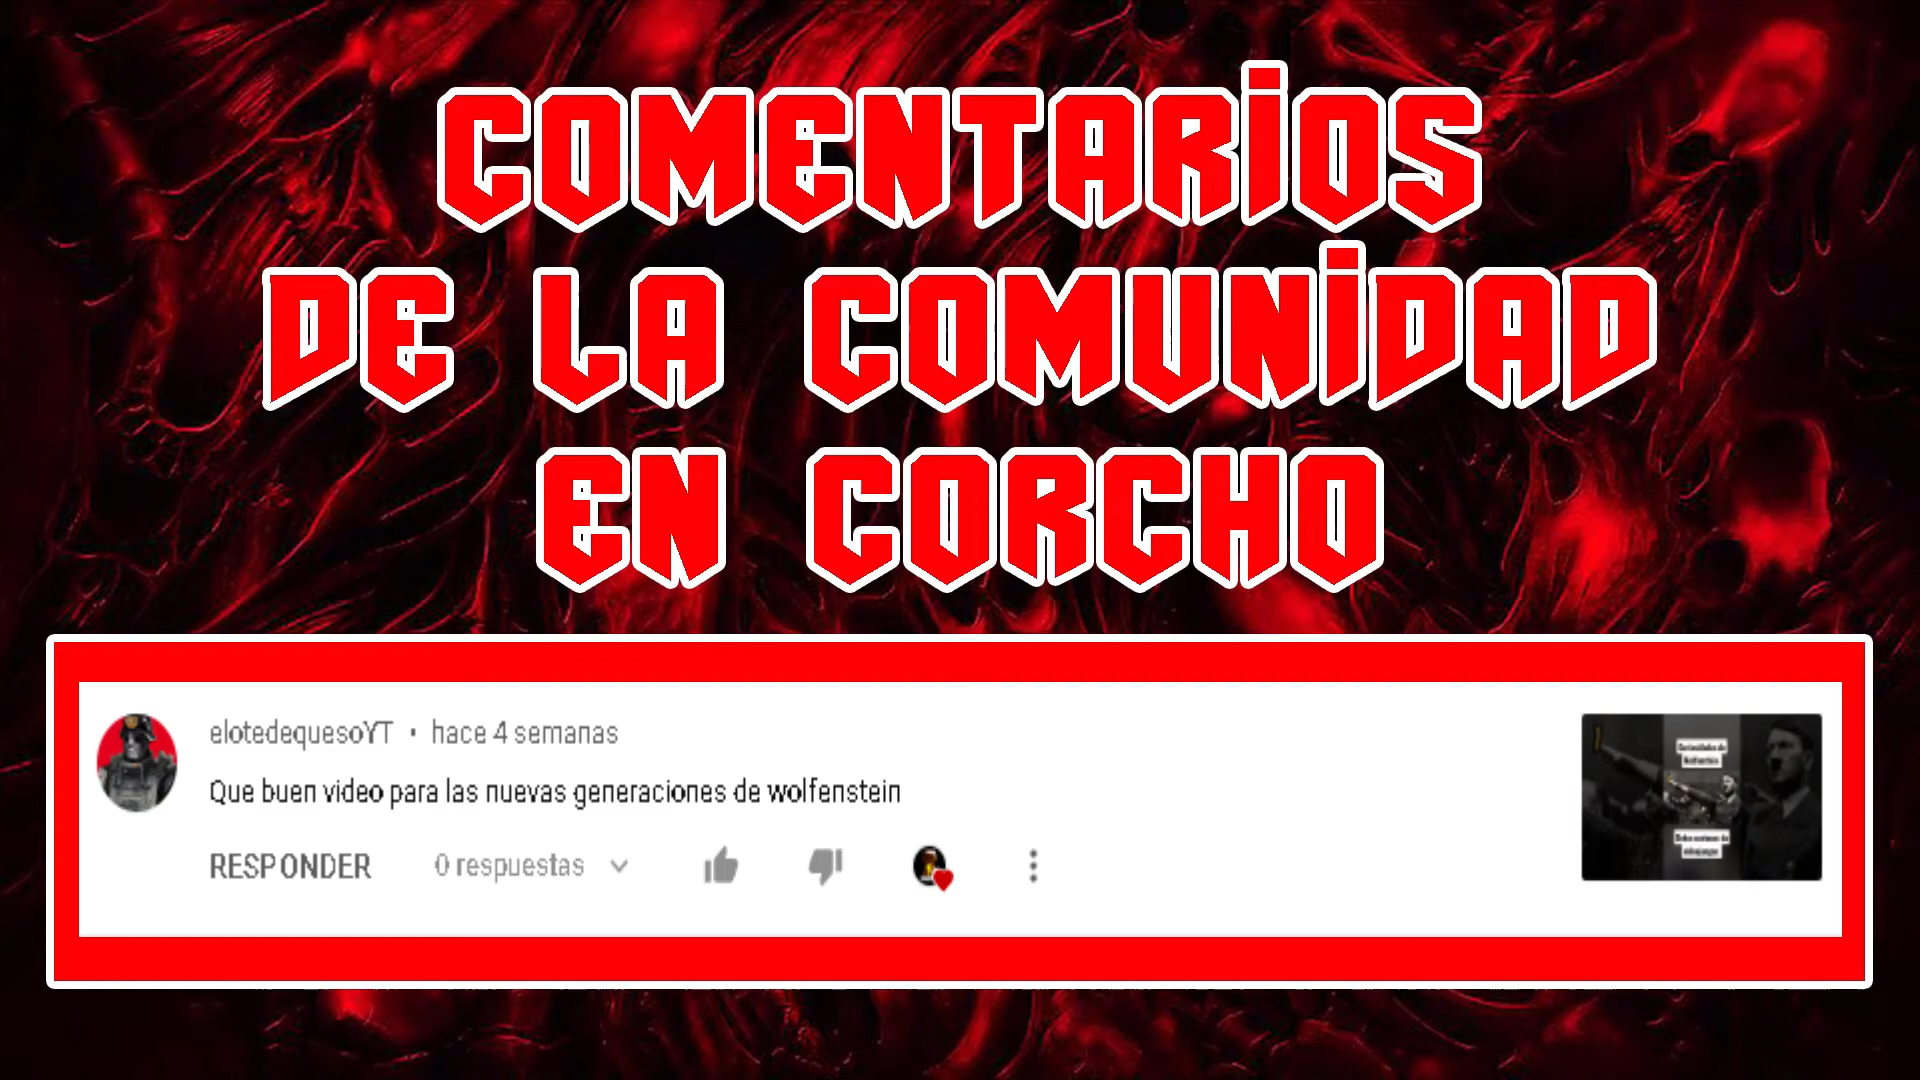 COMENTARIOS
DE LA COMUNIDAD
EN CORCHO
elotedequesoYT • hace 4 semanas
Que buen video para las nuevas generaciones de wolfenstein
RESPONDER 0 respuestas